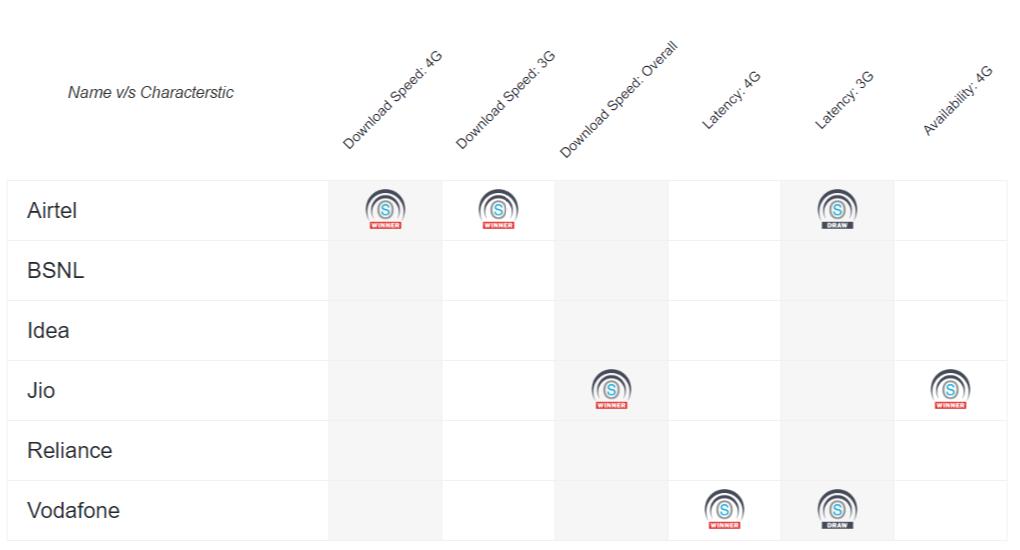 Name v/s Characterstic
Download Speed: 4G
Download Speed: 3G
Download Speed: Overall
Latency: 4G
Latency: 3G
Availability: 4G
Airtel
S
WINNER
S
WINNER
S
DRAW
BSNL
Idea
Jio
S
WINNER
S
WINNER
Reliance
Vodafone
S
WINNER
S
DRAW